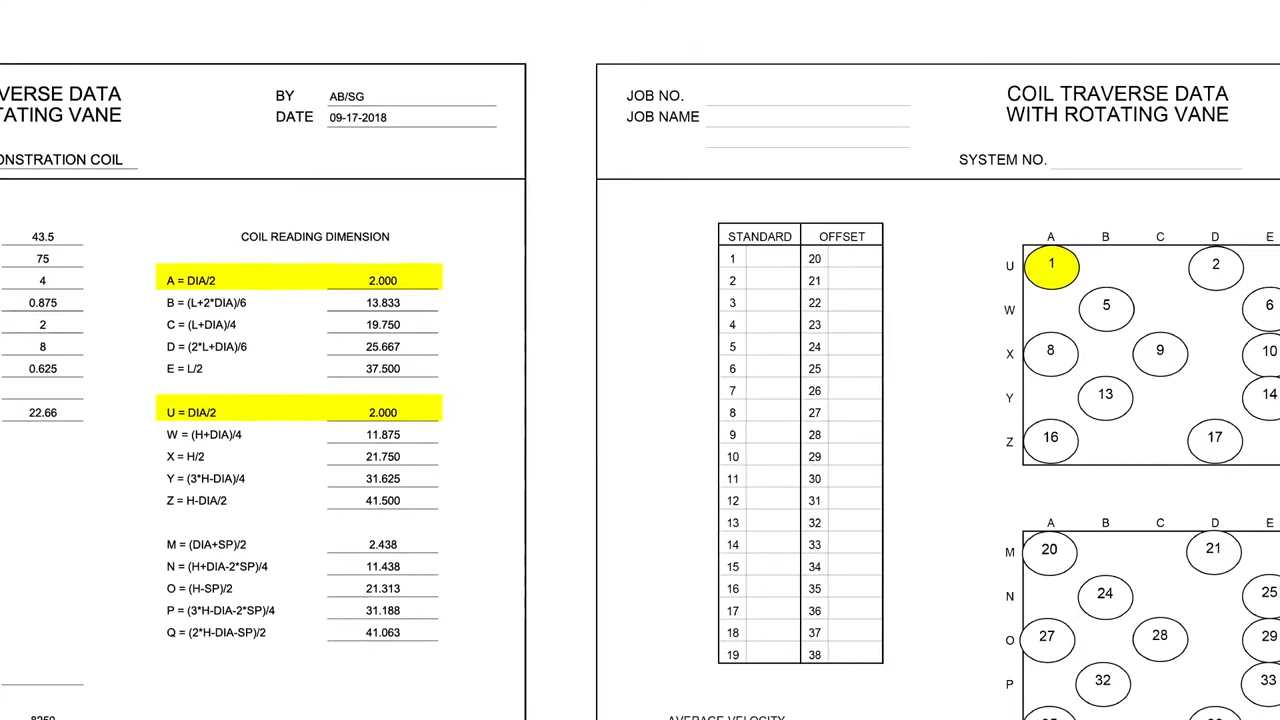 VERSE DATA
TATING VANE
BY AB/SG
DATE 09-17-2018
ONSTRATION COIL
43.5
75
4
0.875
2
8
0.625
22.66
COIL READING DIMENSION
A = DIA/2 2.000
B = (L+2*DIA)/6 13.833
C = (L+DIA)/4 19.750
D = (2*L+DIA)/6 25.667
E = L/2 37.500
U = DIA/2 2.000
W = (H+DIA)/4 11.875
X = H/2 21.750
Y = (3*H-DIA)/4 31.625
Z = H-DIA/2 41.500
M = (DIA+SP)/2 2.438
N = (H+DIA-2*SP)/4 11.438
O = (H-SP)/2 21.313
P = (3*H-DIA-2*SP)/4 31.188
Q = (2*H-DIA-SP)/2 41.063
JOB NO.
JOB NAME
COIL TRAVERSE DATA
WITH ROTATING VANE
SYSTEM NO.
STANDARD OFFSET
1 20
2 21
3 22
4 23
5 24
6 25
7 26
8 27
9 28
10 29
11 30
12 31
13 32
14 33
15 34
16 35
17 36
18 37
19 38
A B C D E
U 1 2
W 5 6
X 8 9 10
Y 13 14
Z 16 17
A B C D E
M 20 21
N 24 25
O 27 28 29
P 32 33